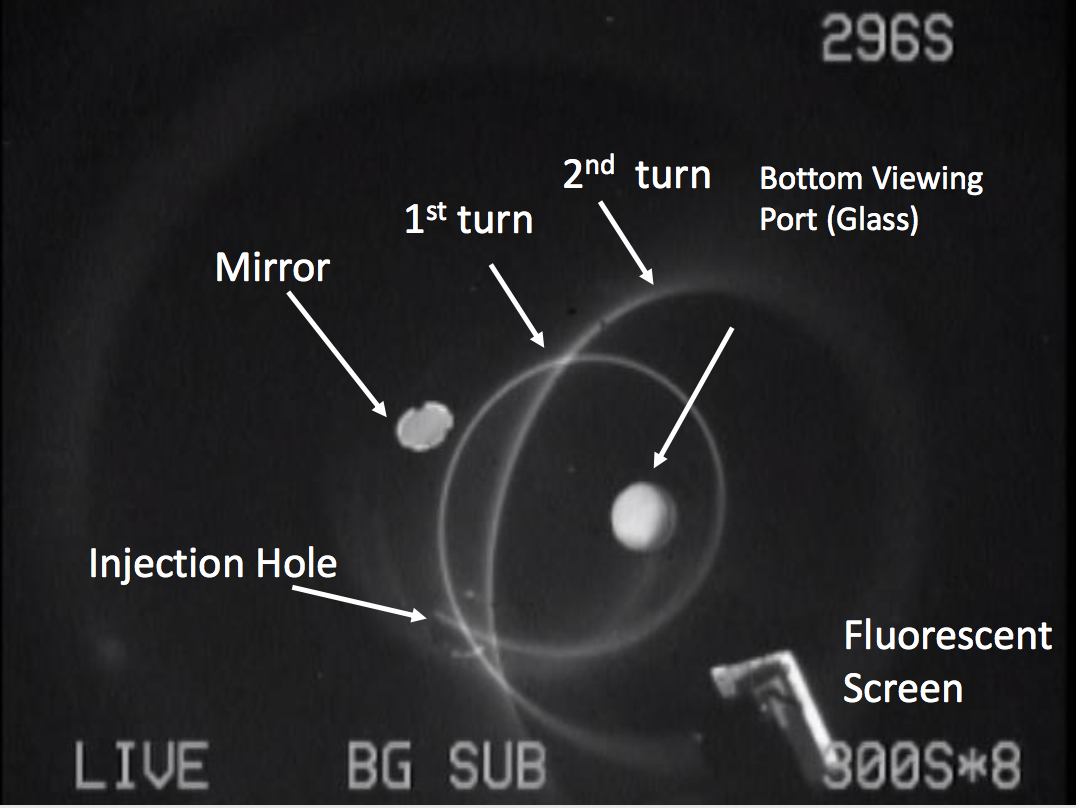 296S
2nd turn
Bottom Viewing
Port (Glass)
1st turn
Mirror
Injection Hole
Fluorescent
Screen
LIVE BG SUB 300S*8